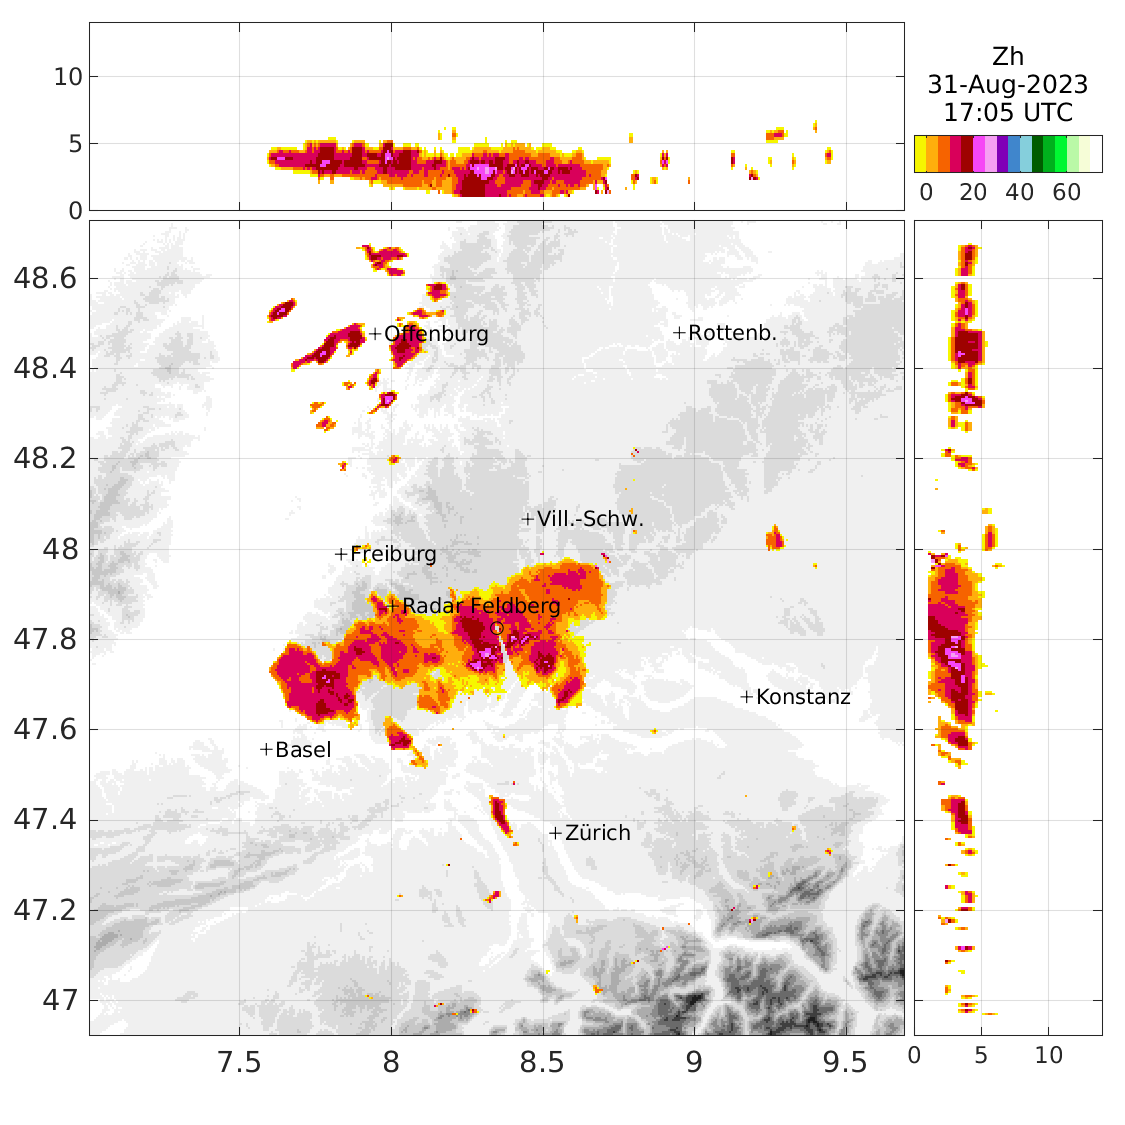 Zh
31-Aug-2023
17:05 UTC
0 20 40 60
10
5
0
48.6
48.4
48.2
48
47.8
47.6
47.4
47.2
47
Offenburg
Rottenb.
Vill.-Schw.
Freiburg
Radar Feldberg
Konstanz
Basel
Zürich
7.5 8 8.5 9 9.5
0 5 10